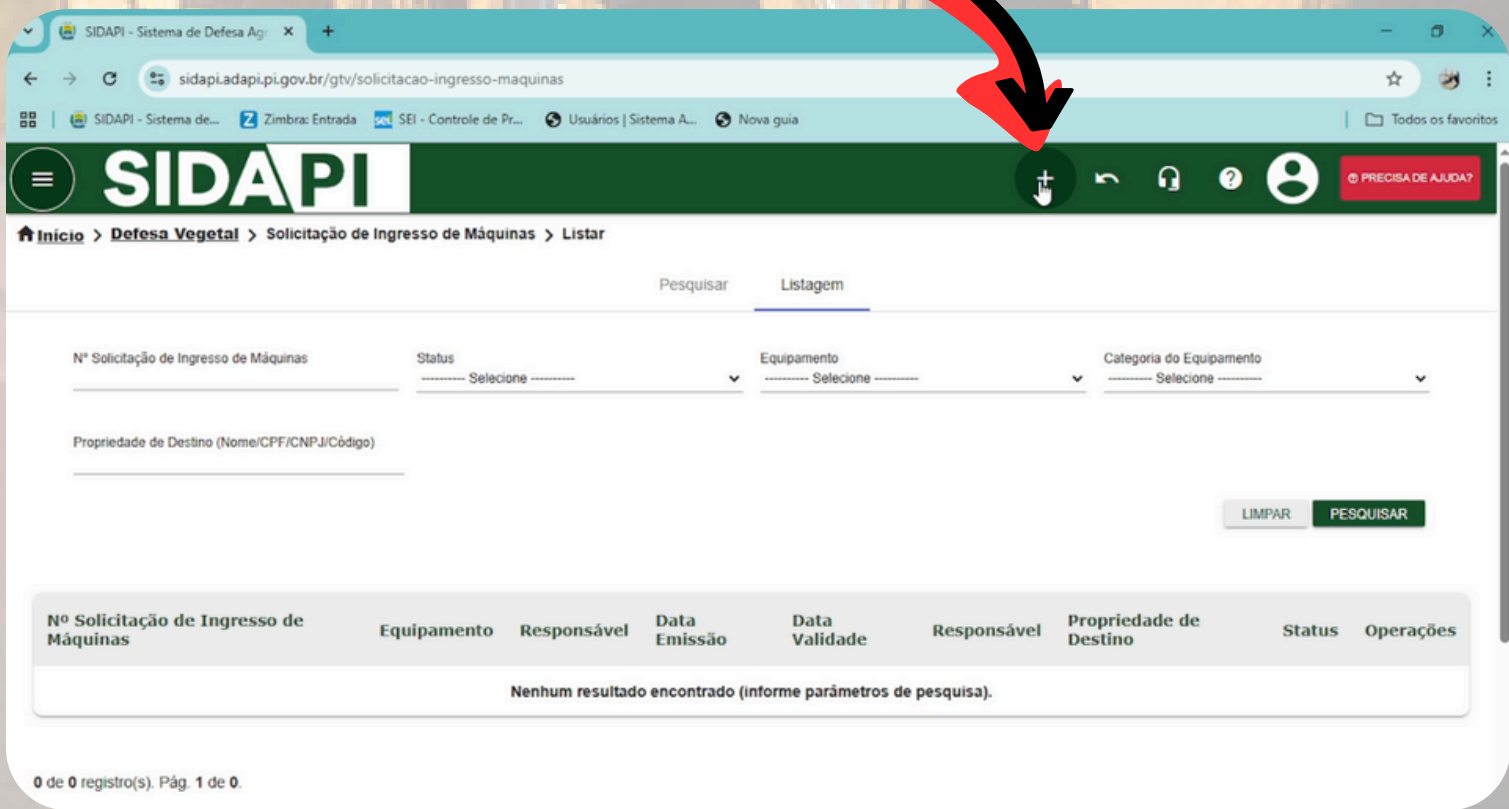 SIDAPI - Sistema de Defesa Agr
sidapi.adapi.pi.gov.br/gtv/solicitacao-ingresso-maquinas
SIDAPI - Sistema de... Zimbra: Entrada SEI - Controle de Pr... Usuários | Sistema A... Nova guia Todos os favoritos
SIDAPI PRECISA DE AJUDA?
Início > Defesa Vegetal > Solicitação de Ingresso de Máquinas > Listar
Pesquisar Listagem
Nº Solicitação de Ingresso de Máquinas Status Equipamento Categoria do Equipamento
---------- Selecione ---------- ---------- Selecione ---------- ---------- Selecione ----------
Propriedade de Destino (Nome/CPF/CNPJ/Código)
LIMPAR PESQUISAR
Nº Solicitação de Ingresso de Máquinas Equipamento Responsável Data Emissão Data Validade Responsável Propriedade de Destino Status Operações
Nenhum resultado encontrado (informe parâmetros de pesquisa).
0 de 0 registro(s). Pág. 1 de 0.